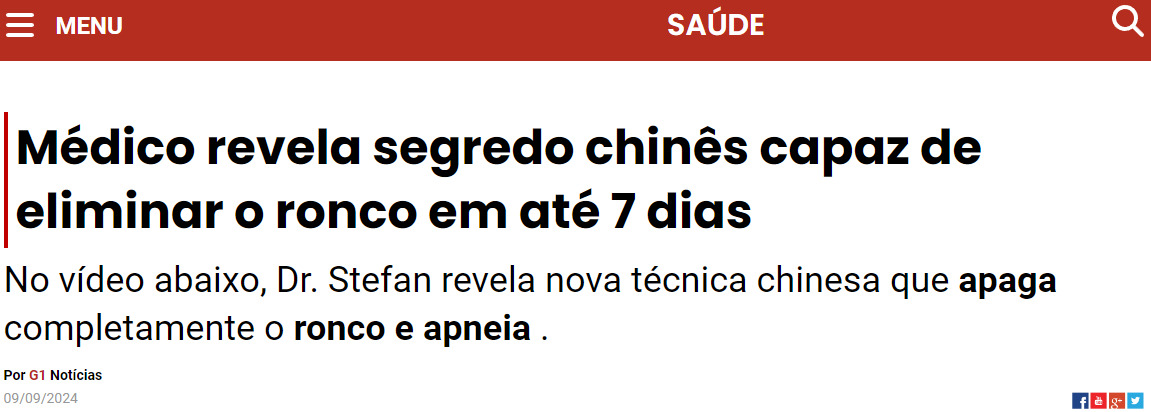 MENU
SAÚDE
Médico revela segredo chinês capaz de
eliminar o ronco em até 7 dias
No vídeo abaixo, Dr. Stefan revela nova técnica chinesa que apaga
completamente o ronco e apneia .
Por G1 Notícias
09/09/2024